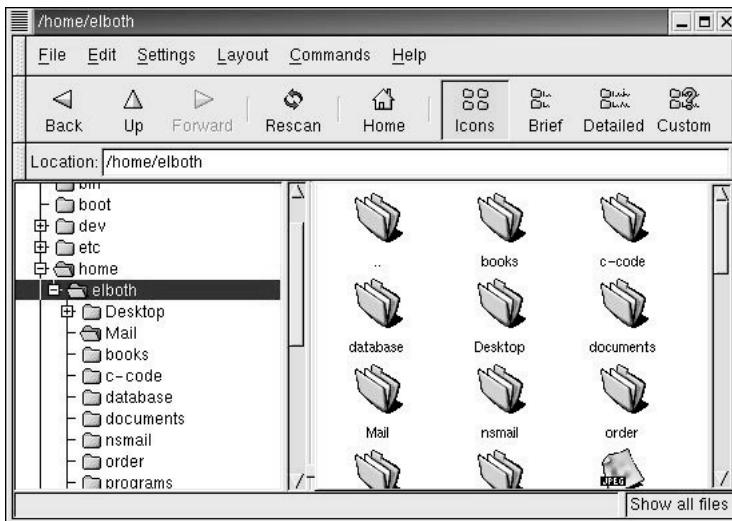 /home/elboth
File Edit Settings Layout Commands Help
Back Up Forward Rescan Home Icons Brief Detailed Custom
Location: /home/elboth
bin
boot
dev
etc
home
elboth
Desktop
Mail
books
c-code
database
documents
nsmail
order
programs
.. books c-code
database Desktop documents
Mail nsmail order
JPEG
Show all files